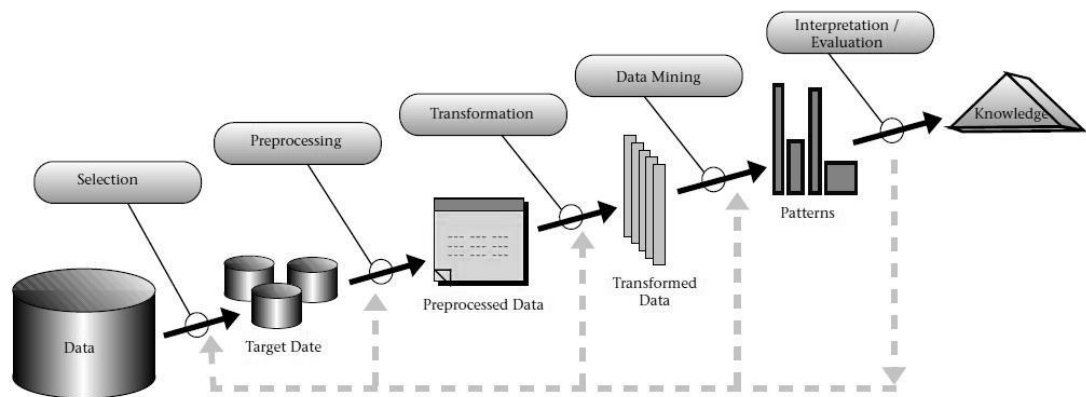 Interpretation /
Evaluation
Data Mining
Transformation
Preprocessing
Selection
Data
Target Date
Preprocessed Data
Transformed
Data
Patterns
Knowledge